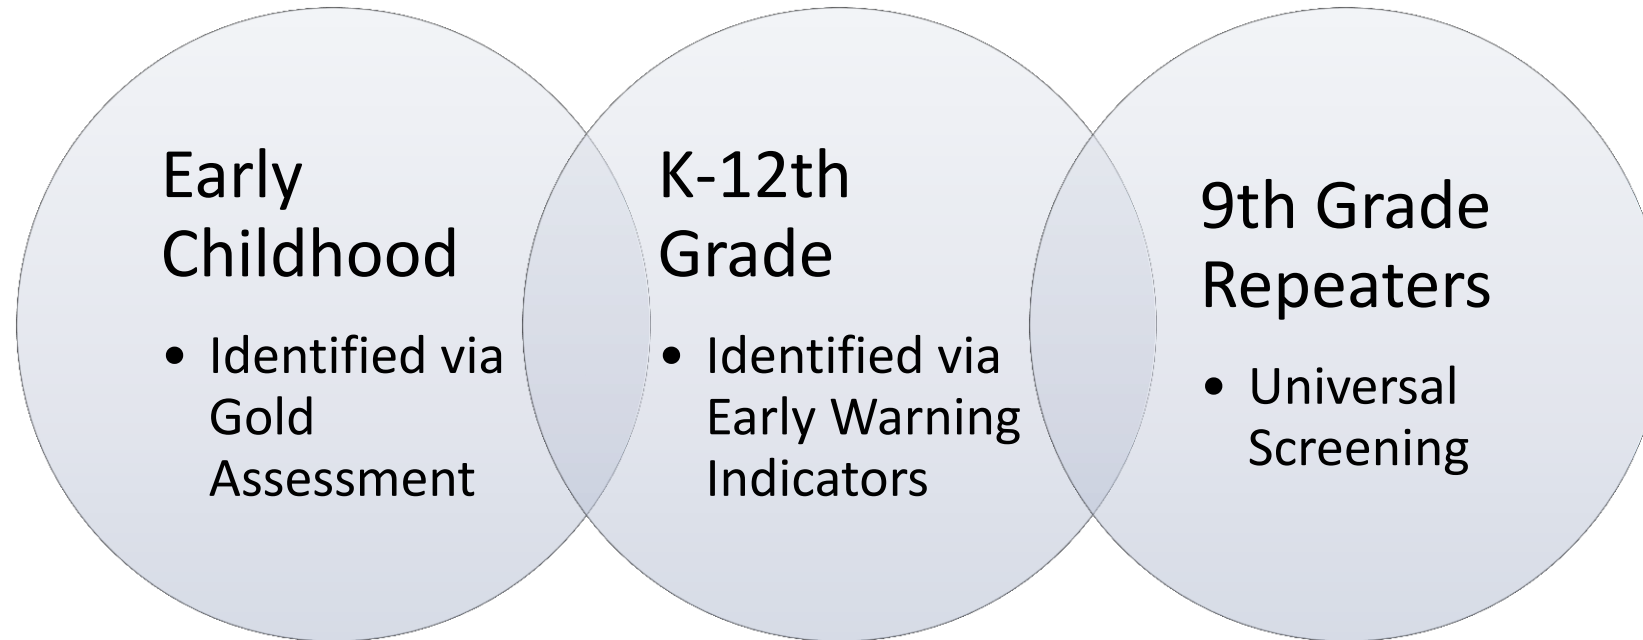 Early
Childhood
• Identified via
Gold
Assessment
K-12th
Grade
• Identified via
Early Warning
Indicators
9th Grade
Repeaters
• Universal
Screening